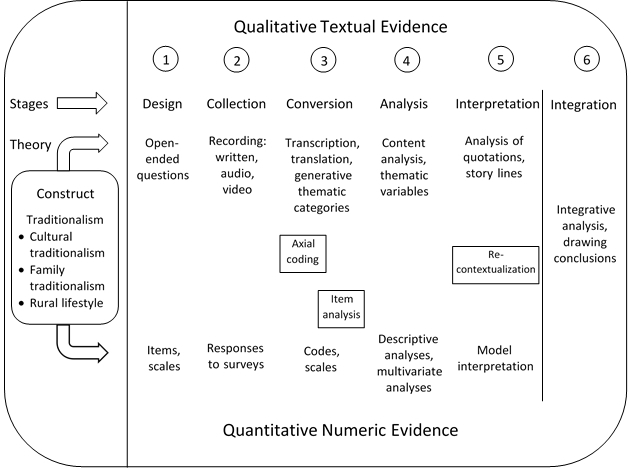 Qualitative Textual Evidence
1 2 3 4 5 6
Stages Design Collection Conversion Analysis Interpretation Integration
Theory
Construct
Traditionalism
• Cultural
traditionalism
• Family
traditionalism
• Rural lifestyle
Open-
ended
questions
Recording:
written,
audio,
video
Transcription,
translation,
generative
thematic
categories
Content
analysis,
thematic
variables
Analysis of
quotations,
story lines
Axial
coding
Re-
contextualization
Item
analysis
Integrative
analysis,
drawing
conclusions
Items,
scales
Responses
to surveys
Codes,
scales
Descriptive
analyses,
multivariate
analyses
Model
interpretation
Quantitative Numeric Evidence